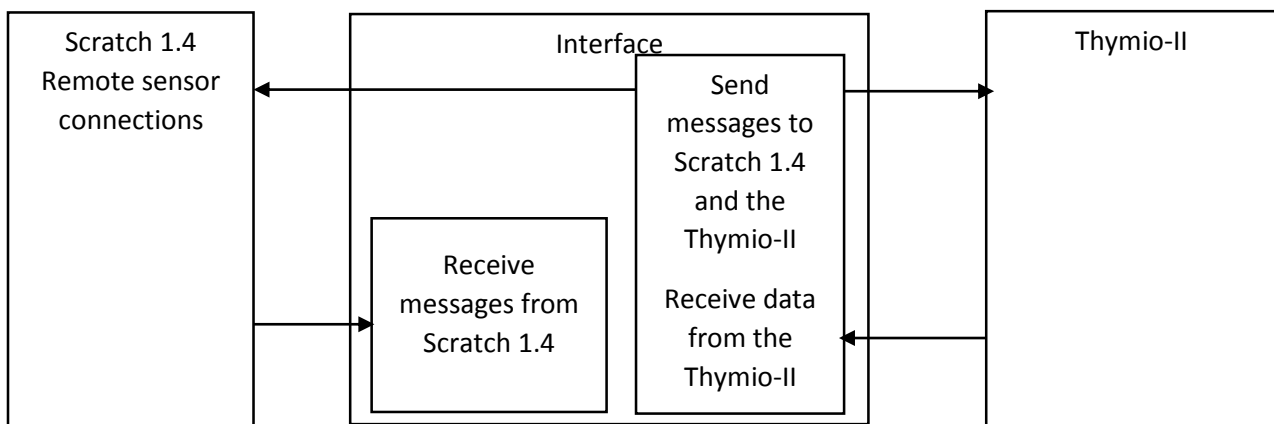 Scratch 1.4
Remote sensor
connections
Interface
Receive
messages from
Scratch 1.4
Send
messages to
Scratch 1.4
and the
Thymio-II
Receive data
from the
Thymio-II
Thymio-II